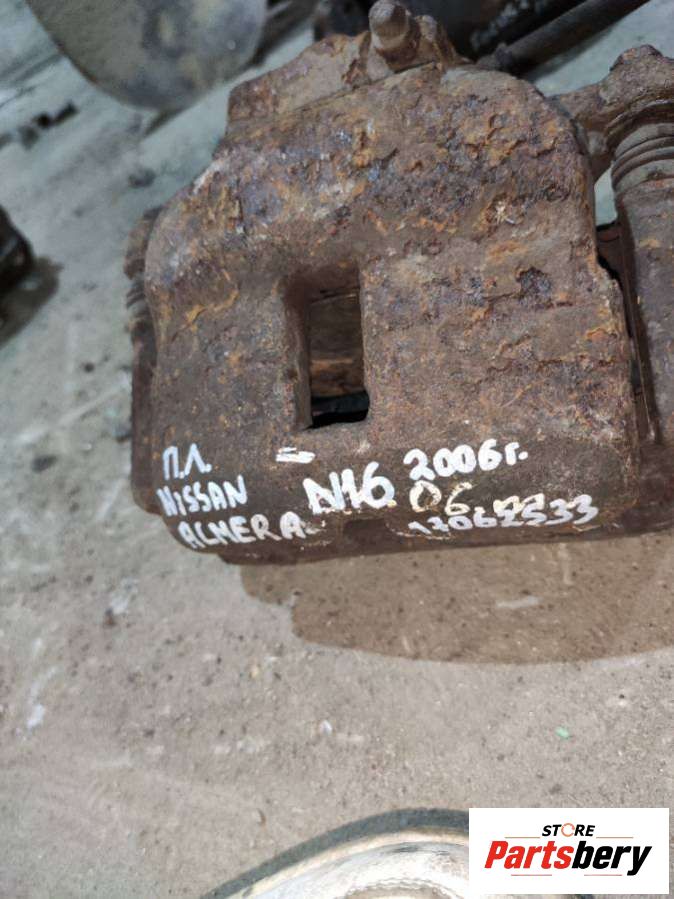 П.Л.
NISSAN
ALMERA
N16 2006г.
06
STORE
Partsbery